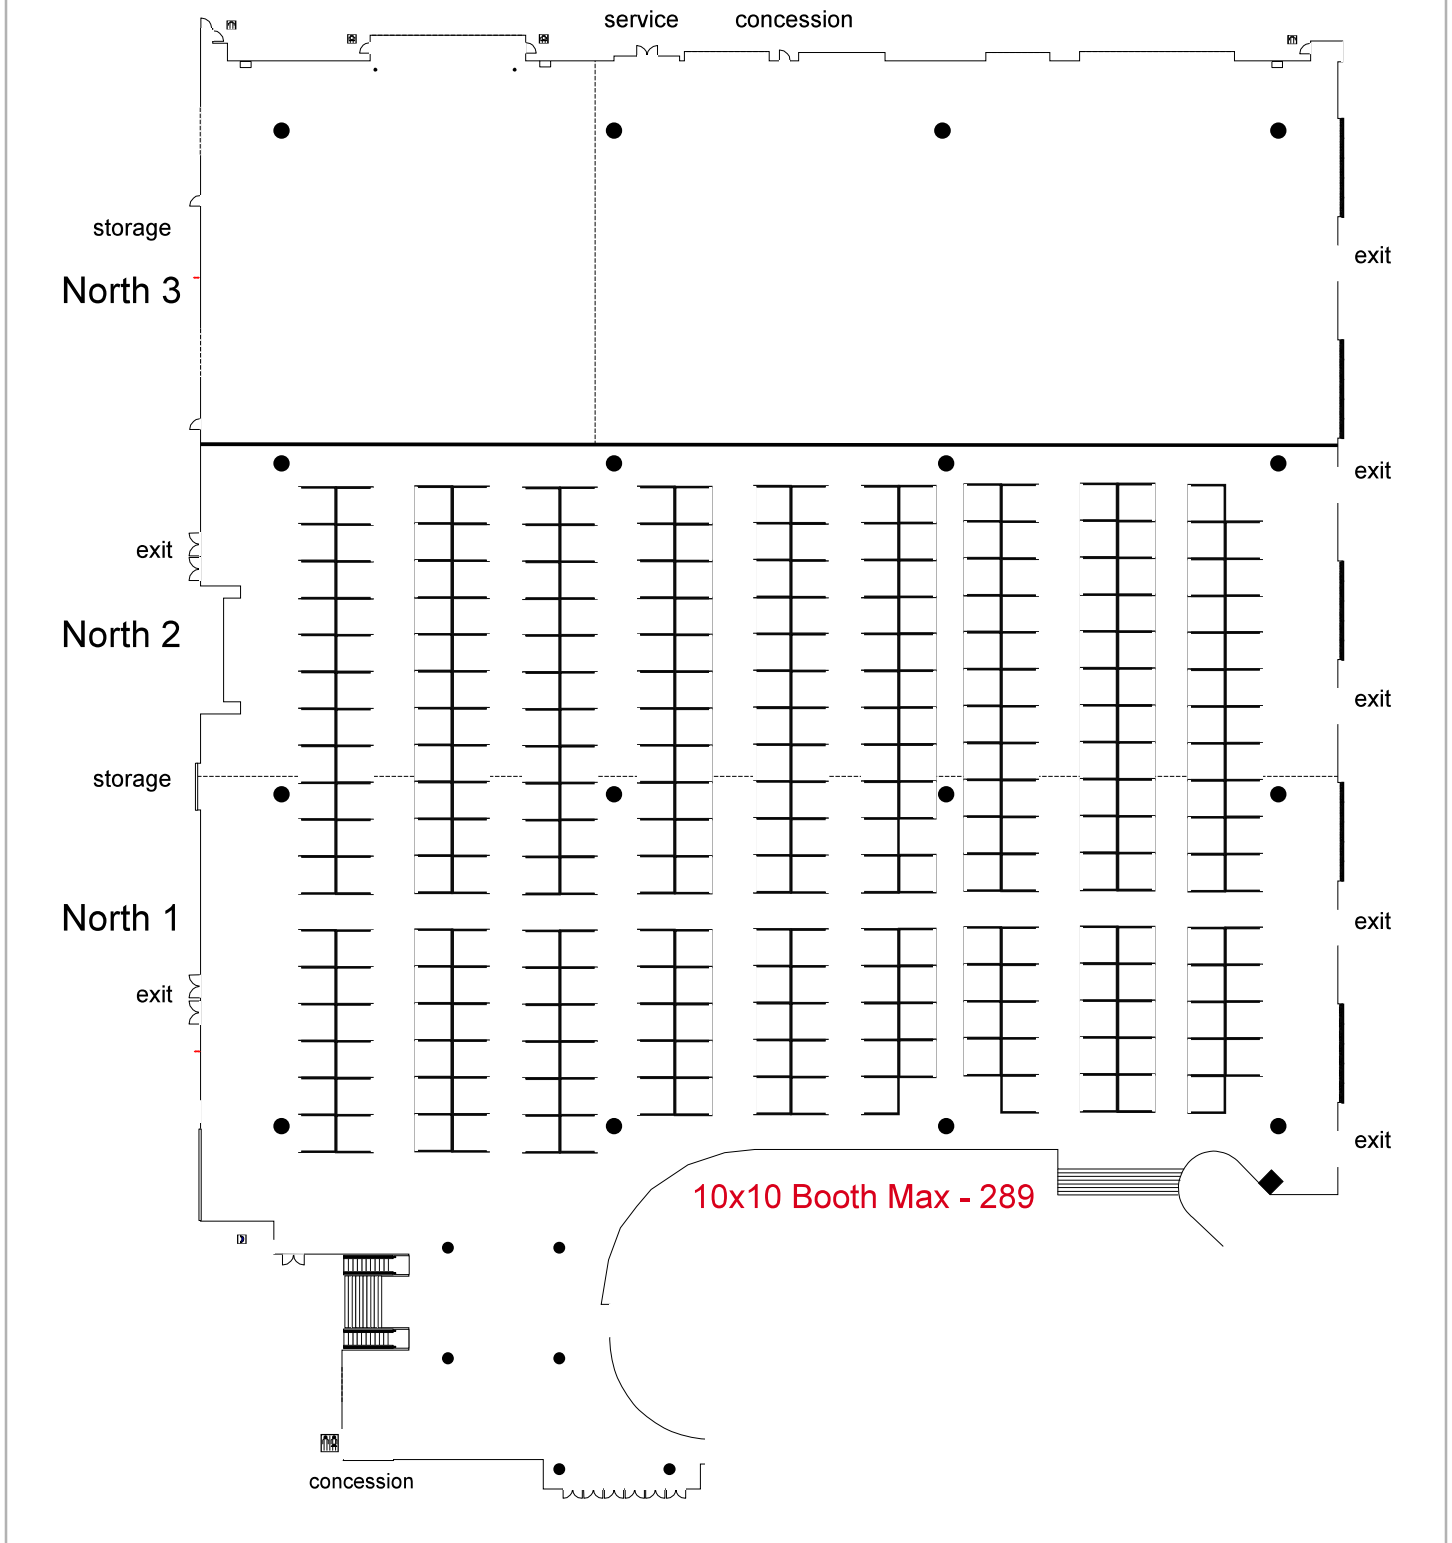 service
concession
storage
exit
North 3
exit
exit
North 2
exit
storage
North 1
exit
exit
exit
10x10 Booth Max - 289
concession